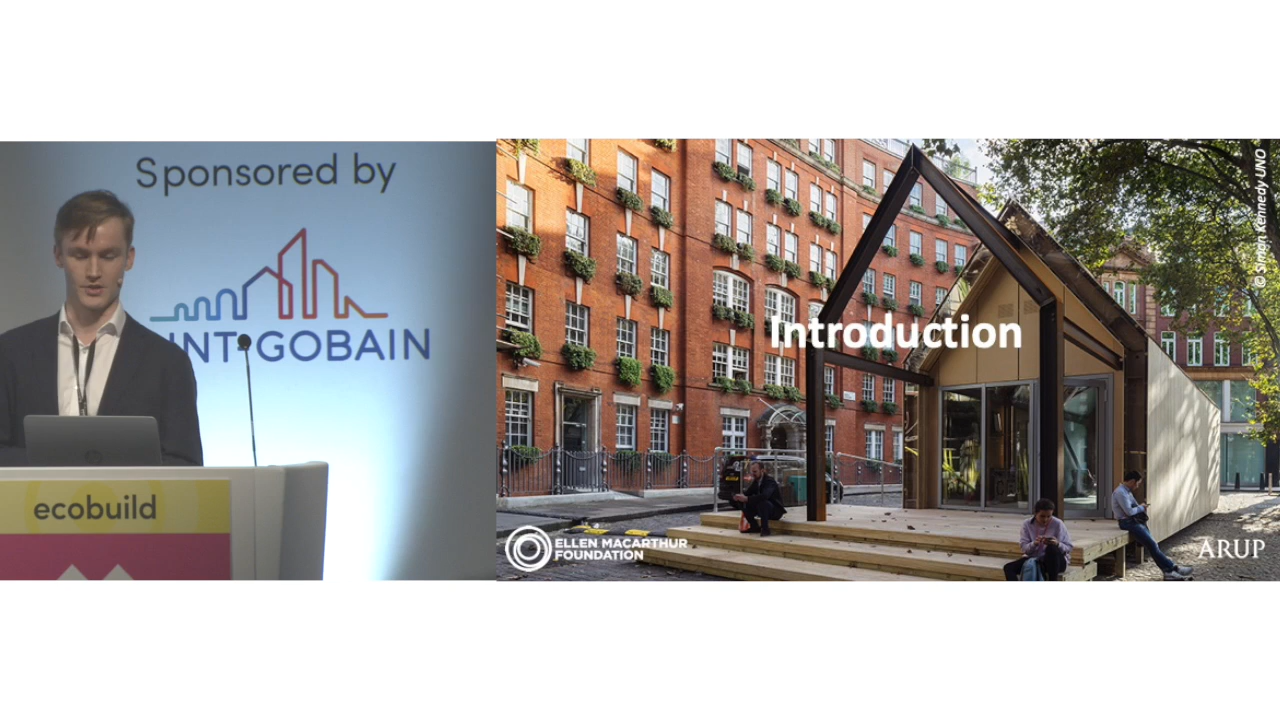 Sponsored by
INT-GOBAIN
ecobuild
Introduction
© Simon Kennedy UNO
ELLEN MACARTHUR
FOUNDATION
ARUP